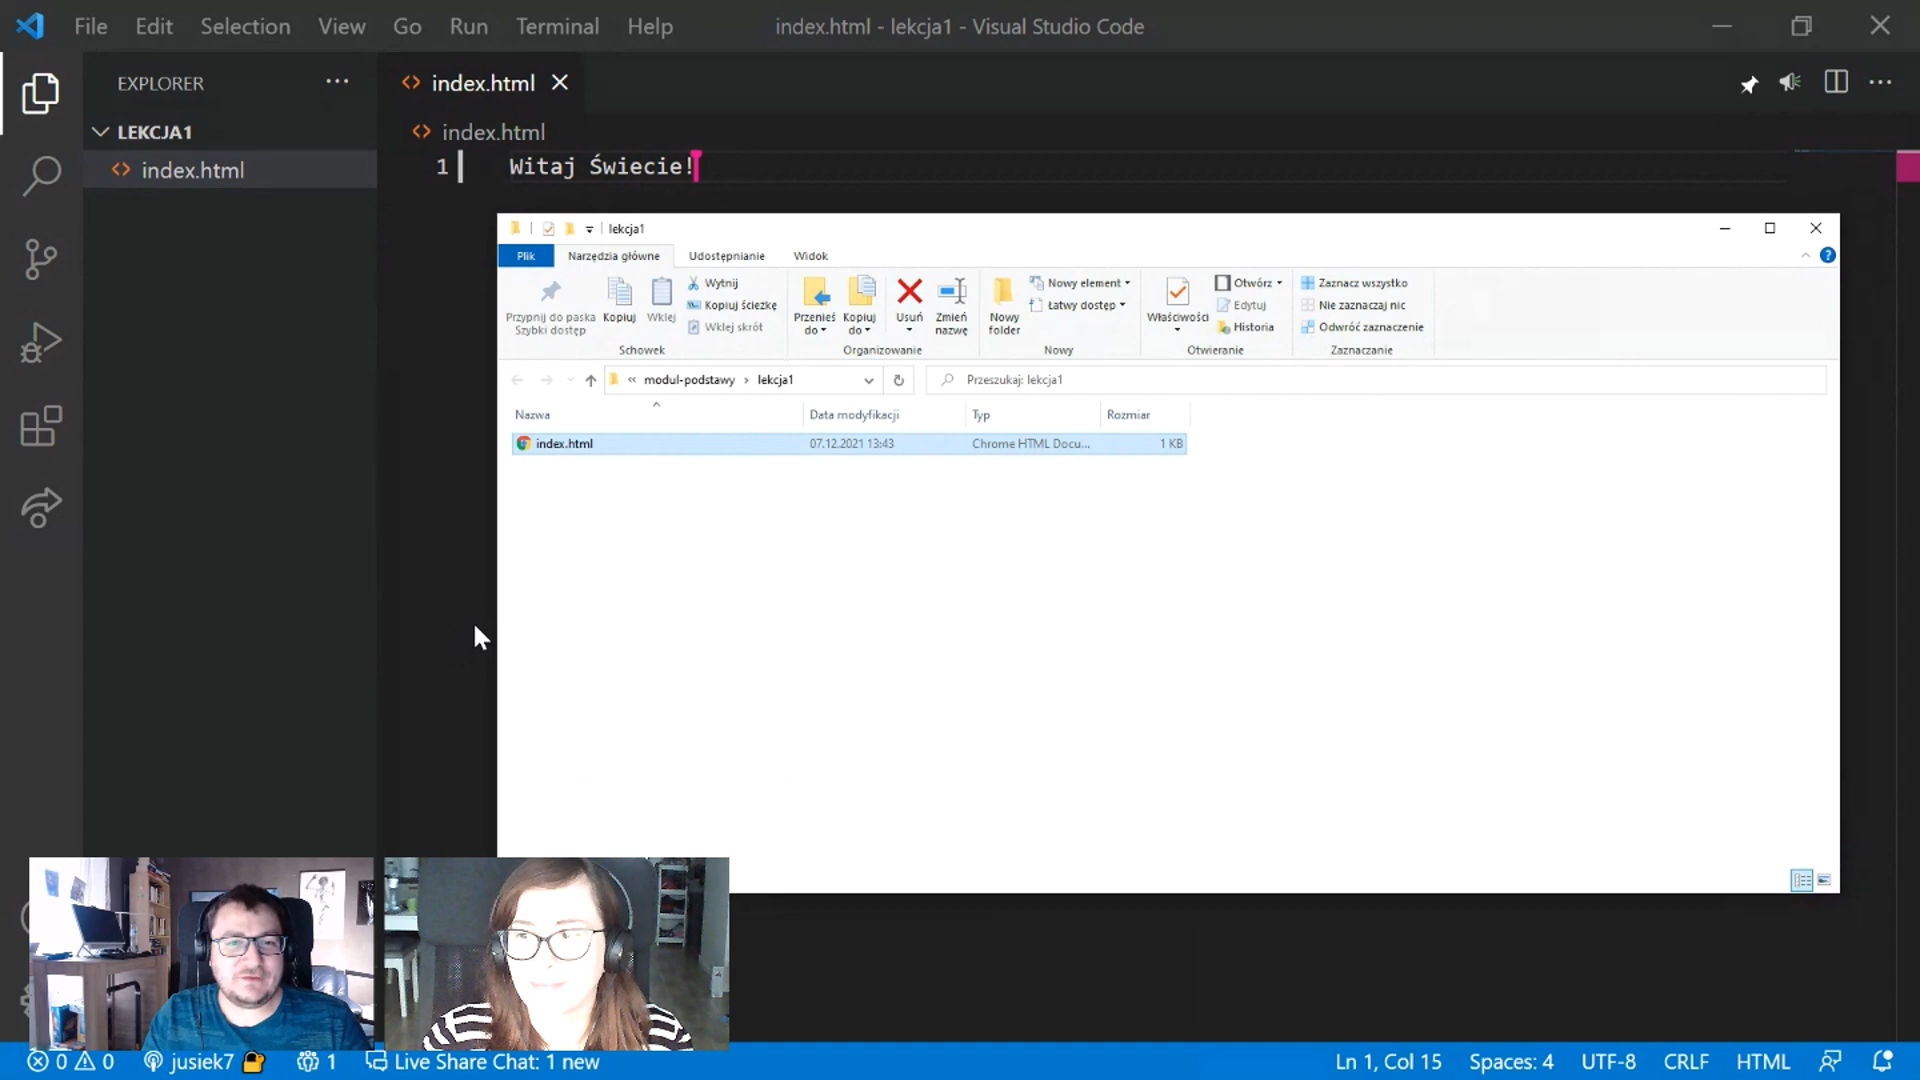 File Edit Selection View Go Run Terminal Help index.html - lekcja1 - Visual Studio Code
EXPLORER
index.html
LEKCJA1
index.html
index.html
1 Witaj Świecie!
lekcja1
Plik Narzędzia główne Udostępnianie Widok
Przypnij do paska Szybki dostęp
Kopiuj
Wklej
Wytnij
Kopiuj ścieżkę
Wklej skrót
Schowek
Przenieś do
Kopiuj do
Usuń
Zmień nazwę
Organizowanie
Nowy folder
Nowy element
Łatwy dostęp
Nowy
Właściwości
Otwórz
Edytuj
Historia
Otwieranie
Zaznacz wszystko
Nie zaznaczaj nic
Odwróć zaznaczenie
Zaznaczanie
« modul-podstawy › lekcja1
Przeszukaj: lekcja1
Nazwa Data modyfikacji Typ Rozmiar
index.html 07.12.2021 13:43 Chrome HTML Docu... 1 KB
0 0 jusiek7 1 Live Share Chat: 1 new Ln 1, Col 15 Spaces: 4 UTF-8 CRLF HTML